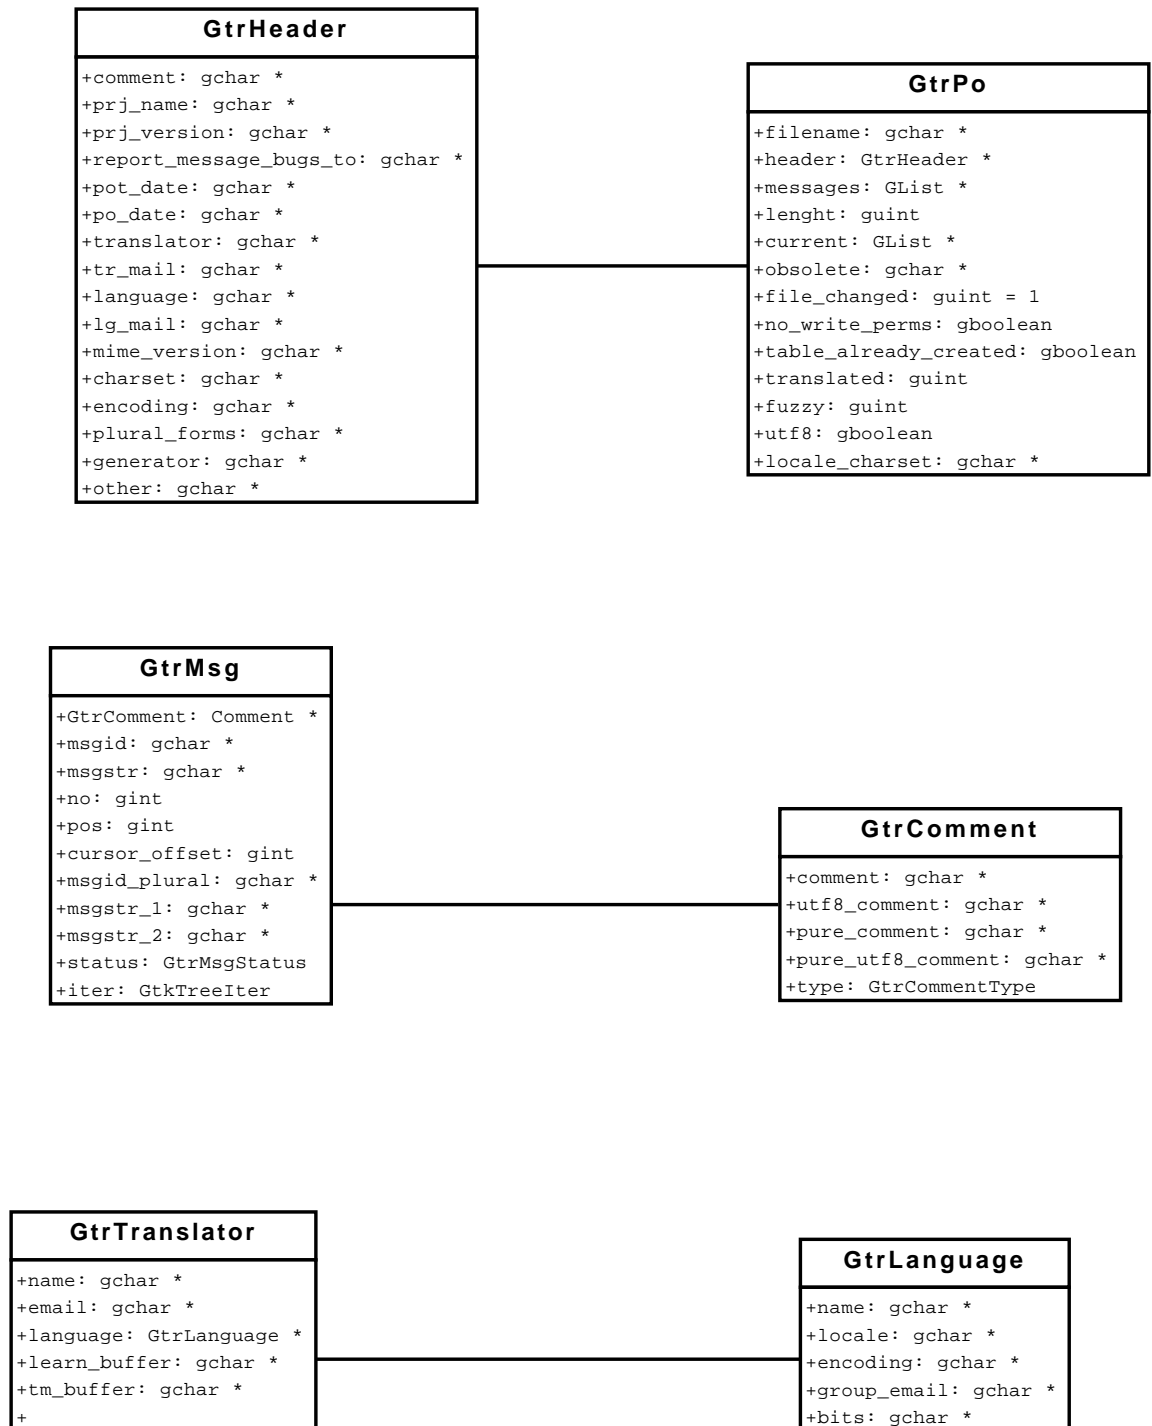 GtrHeader
+comment: gchar *
+prj_name: gchar *
+prj_version: gchar *
+report_message_bugs_to: gchar *
+pot_date: gchar *
+po_date: gchar *
+translator: gchar *
+tr_mail: gchar *
+language: gchar *
+lg_mail: gchar *
+mime_version: gchar *
+charset: gchar *
+encoding: gchar *
+plural_forms: gchar *
+generator: gchar *
+other: gchar *
GtrPo
+filename: gchar *
+header: GtrHeader *
+messages: GList *
+lenght: guint
+current: GList *
+obsolete: gchar *
+file_changed: guint = 1
+no_write_perms: gboolean
+table_already_created: gboolean
+translated: guint
+fuzzy: guint
+utf8: gboolean
+locale_charset: gchar *
GtrMsg
+GtrComment: Comment *
+msgid: gchar *
+msgstr: gchar *
+no: gint
+pos: gint
+cursor_offset: gint
+msgid_plural: gchar *
+msgstr_1: gchar *
+msgstr_2: gchar *
+status: GtrMsgStatus
+iter: GtkTreeIter
GtrComment
+comment: gchar *
+utf8_comment: gchar *
+pure_comment: gchar *
+pure_utf8_comment: gchar *
+type: GtrCommentType
GtrTranslator
+name: gchar *
+email: gchar *
+language: GtrLanguage *
+learn_buffer: gchar *
+tm_buffer: gchar *
+
GtrLanguage
+name: gchar *
+locale: gchar *
+encoding: gchar *
+group_email: gchar *
+bits: gchar *